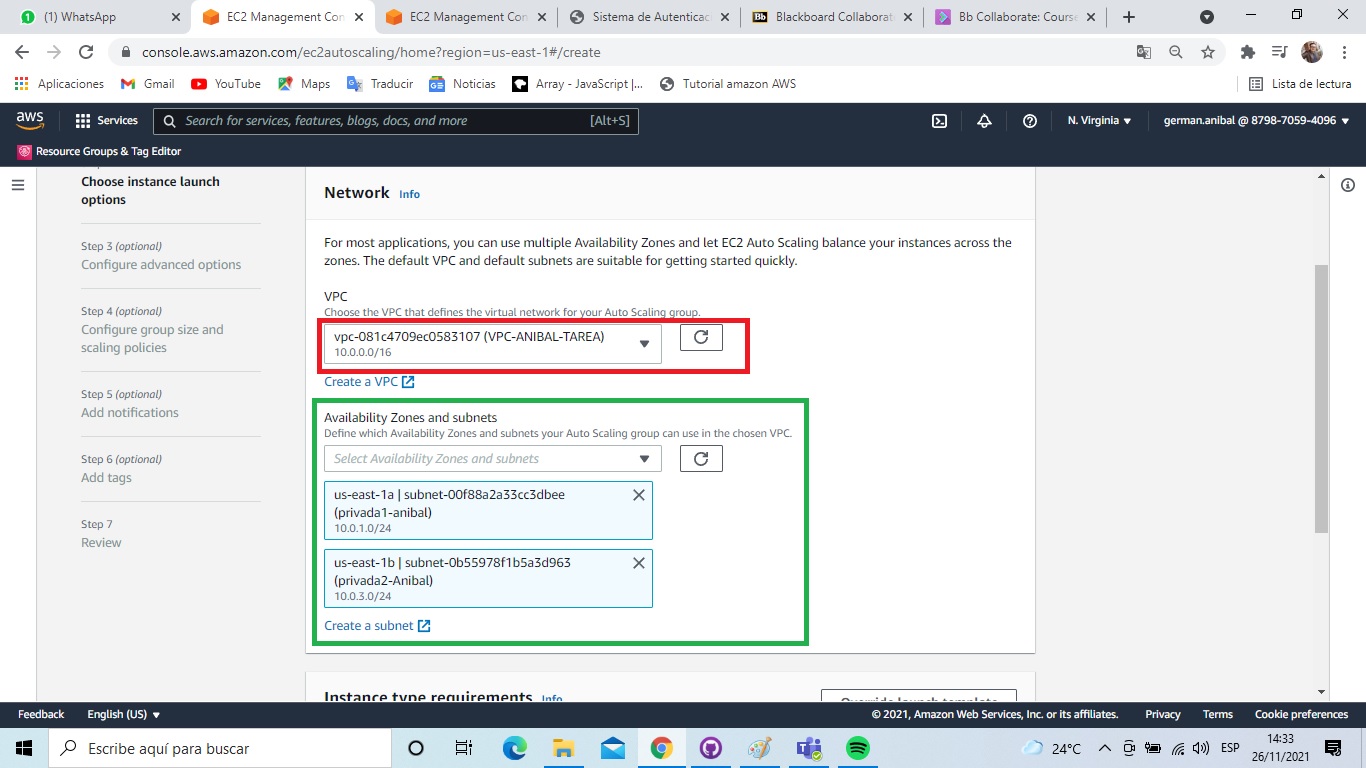 (1) WhatsApp
EC2 Management Con
EC2 Management Con
Sistema de Autenticac
Bb Blackboard Collaborat
Bb Collaborate: Course
console.aws.amazon.com/ec2autoscaling/home?region=us-east-1#/create
Aplicaciones
Gmail
YouTube
Maps
Traducir
Noticias
Array - JavaScript |...
Tutorial amazon AWS
Lista de lectura
aws
Services
Search for services, features, blogs, docs, and more [Alt+S]
N. Virginia
german.anibal @ 8798-7059-4096
Resource Groups & Tag Editor
Choose instance launch
options
Step 3 (optional)
Configure advanced options
Step 4 (optional)
Configure group size and
scaling policies
Step 5 (optional)
Add notifications
Step 6 (optional)
Add tags
Step 7
Review
Network Info
For most applications, you can use multiple Availability Zones and let EC2 Auto Scaling balance your instances across the
zones. The default VPC and default subnets are suitable for getting started quickly.
VPC
Choose the VPC that defines the virtual network for your Auto Scaling group.
vpc-081c4709ec0583107 (VPC-ANIBAL-TAREA)
10.0.0.0/16
Create a VPC
Availability Zones and subnets
Define which Availability Zones and subnets your Auto Scaling group can use in the chosen VPC.
Select Availability Zones and subnets
us-east-1a | subnet-00f88a2a33cc3dbee
(privada1-anibal)
10.0.1.0/24
us-east-1b | subnet-0b55978f1b5a3d963
(privada2-Anibal)
10.0.3.0/24
Create a subnet
Instance type requirements Info
Override launch template
Feedback
English (US)
© 2021, Amazon Web Services, Inc. or its affiliates.
Privacy
Terms
Cookie preferences
Escribe aquí para buscar
24°C
ESP
14:33
26/11/2021